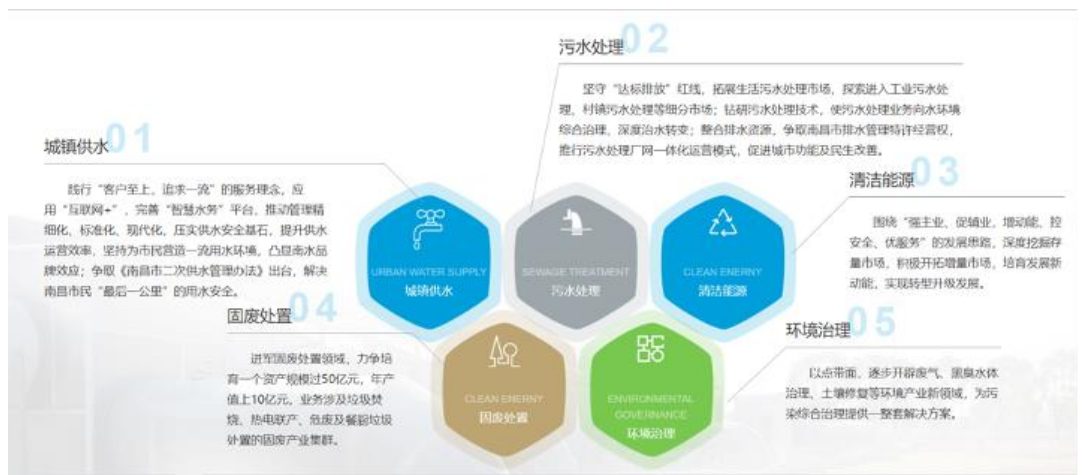 01
城镇供水
践行“客户至上，追求一流”的服务理念，应
用“互联网+”，完善“智慧水务”平台，推动管理精
细化、标准化、现代化，压实供水安全基石，提升供水
运营效率，坚持为市民营造一流用水环境，凸显南水品
牌效应；争取《南昌市二次供水管理办法》出台，解决
南昌市民“最后一公里”的用水安全。
02
污水处理
坚守“达标排放”红线，拓展生活污水处理市场，探索进入工业污水处
理、村镇污水处理等细分市场；钻研污水处理技术，使污水处理业务向水环境
综合治理、深度治水转变；整合排水资源，争取南昌市排水管理特许经营权，
推行污水处理厂网一体化运营模式，促进城市功能及民生改善。
03
清洁能源
围绕“强主业、促辅业，增动能、控
安全、优服务”的发展思路，深度挖掘存
量市场，积极开拓增量市场，培育发展新
动能，实现转型升级发展。
URBAN WATER SUPPLY
城镇供水
SEWAGE TREATMENT
污水处理
CLEAN ENERNY
清洁能源
04
固废处置
进军固废处置领域，力争培
育一个资产规模过50亿元，年产
值上10亿元，业务涉及垃圾焚
烧、热电联产、危废及餐厨垃圾
处置的固废产业集群。
CLEAN ENERNY
固废处置
ENVIRONMENTAL
GOVERNANCE
环境治理
05
环境治理
以点带面，逐步开辟废气、黑臭水体
治理、土壤修复等环境产业新领域，为污
染综合治理提供一整套解决方案。